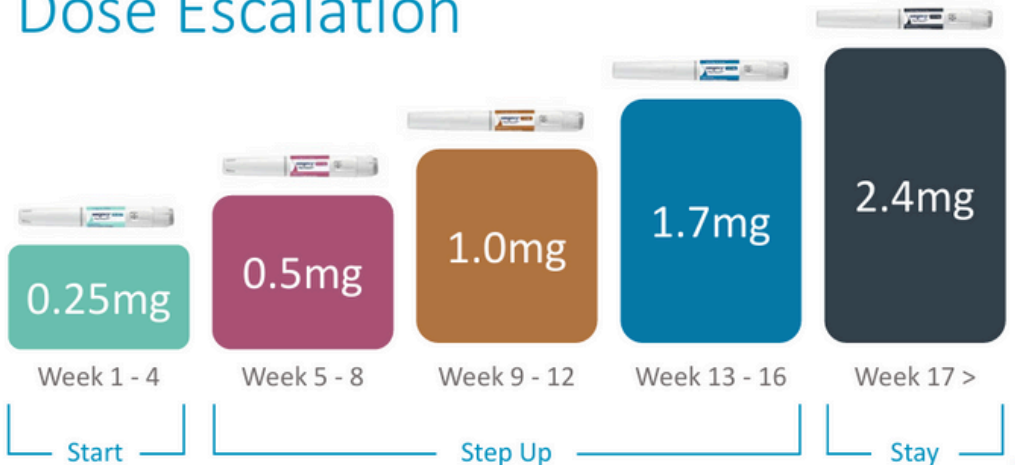 Dose Escalation
0.25mg
0.5mg
1.0mg
1.7mg
2.4mg
Week 1 - 4
Week 5 - 8
Week 9 - 12
Week 13 - 16
Week 17 >
Start
Step Up
Stay